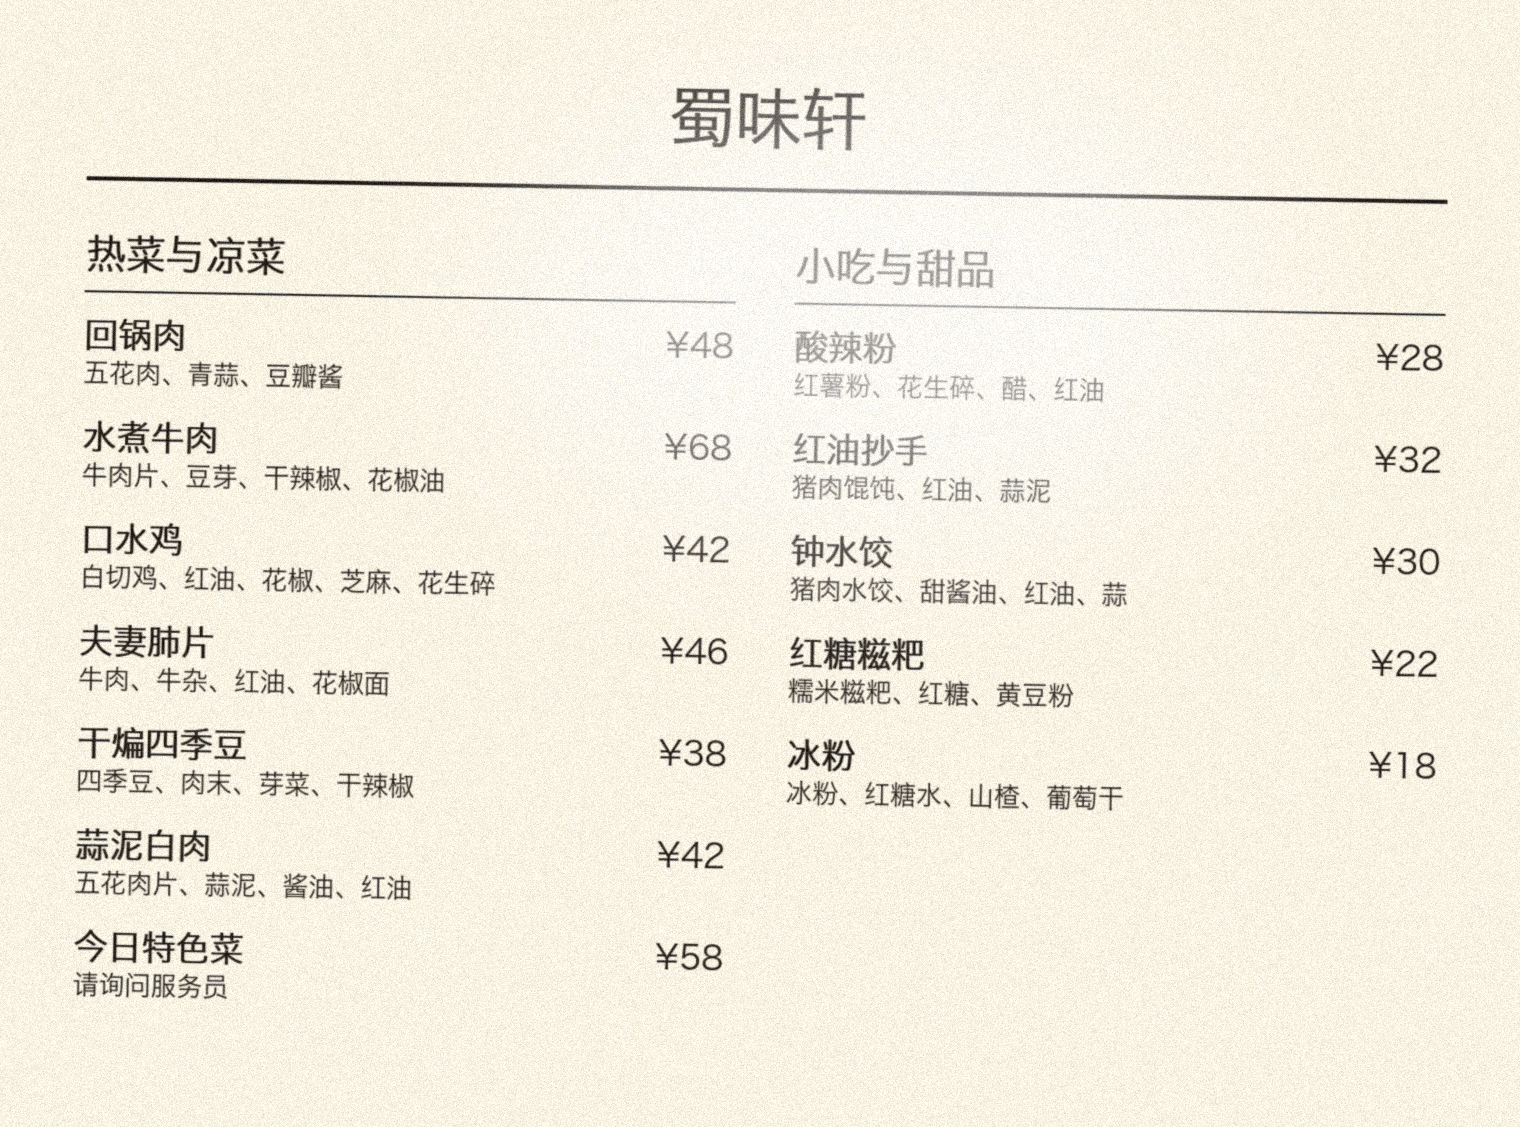 蜀味轩
热菜与凉菜
回锅肉 ¥48
五花肉、青蒜、豆瓣酱
水煮牛肉 ¥68
牛肉片、豆芽、干辣椒、花椒油
口水鸡 ¥42
白切鸡、红油、花椒、芝麻、花生碎
夫妻肺片 ¥46
牛肉、牛杂、红油、花椒面
干煸四季豆 ¥38
四季豆、肉末、芽菜、干辣椒
蒜泥白肉 ¥42
五花肉片、蒜泥、酱油、红油
今日特色菜 ¥58
请询问服务员
小吃与甜品
酸辣粉 ¥28
红薯粉、花生碎、醋、红油
红油抄手 ¥32
猪肉馄饨、红油、蒜泥
钟水饺 ¥30
猪肉水饺、甜酱油、红油、蒜
红糖糍粑 ¥22
糯米糍粑、红糖、黄豆粉
冰粉 ¥18
冰粉、红糖水、山楂、葡萄干